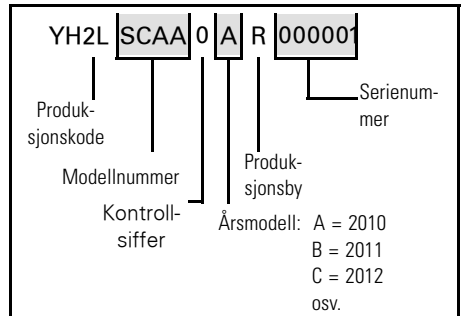 YH2L SCAA 0 A R 000001
Produk-
sjonskode
Serienum-
mer
Modellnummer
Produk-
sjonsby
Kontroll-
siffer
Årsmodell: A = 2010
B = 2011
C = 2012
osv.